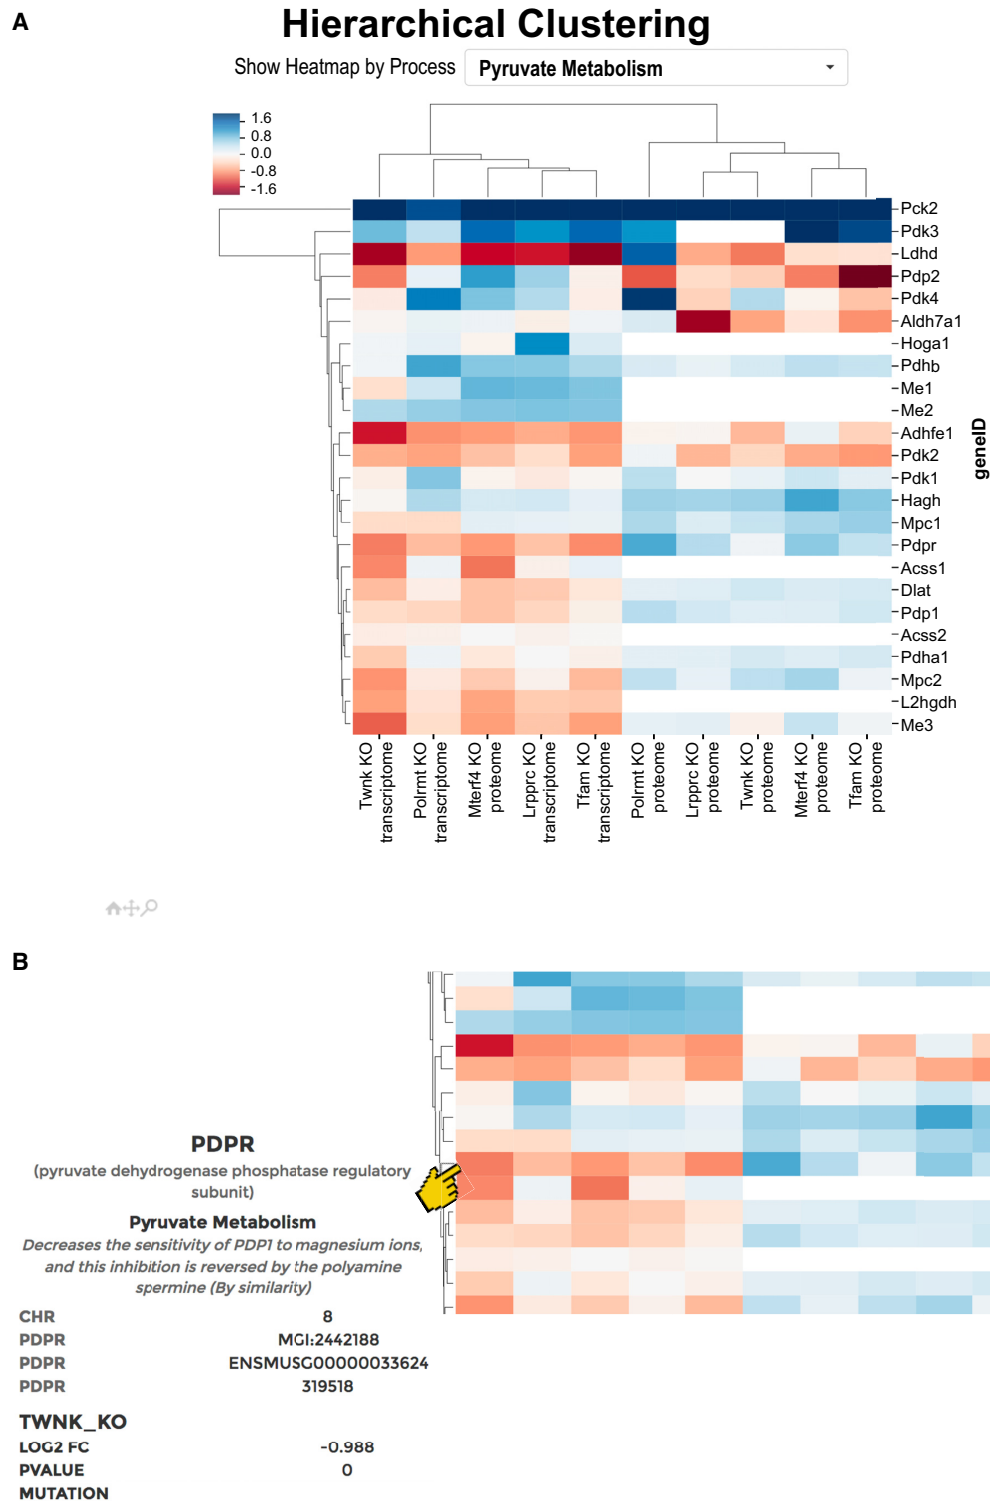 A
Hierarchical Clustering
Show Heatmap by Process
Pyruvate Metabolism
1.6
0.8
0.0
-0.8
-1.6
Pck2
Pdk3
Ldhd
Pdp2
Pdk4
Aldh7a1
Hoga1
Pdhb
Me1
Me2
Adhfe1
Pdk2
Pdk1
Hagh
Mpc1
Pdpr
Acss1
Dlat
Pdp1
Acss2
Pdha1
Mpc2
L2hgdh
Me3
geneID
Twnk KO
transcriptome
Polrmt KO
transcriptome
Mterf4 KO
proteome
Lrpprc KO
transcriptome
Tfam KO
transcriptome
Polrmt KO
proteome
Lrpprc KO
proteome
Twnk KO
proteome
Mterf4 KO
proteome
Tfam KO
proteome
B
PDPR
(pyruvate dehydrogenase phosphatase regulatory
subunit)
Pyruvate Metabolism
Decreases the sensitivity of PDP1 to magnesium ions,
and this inhibition is reversed by the polyamine
spermine (By similarity)
CHR 8
PDPR MGI:2442188
PDPR ENSMUSG00000033624
PDPR 319518
TWNK_KO
LOG2 FC -0.988
PVALUE 0
MUTATION